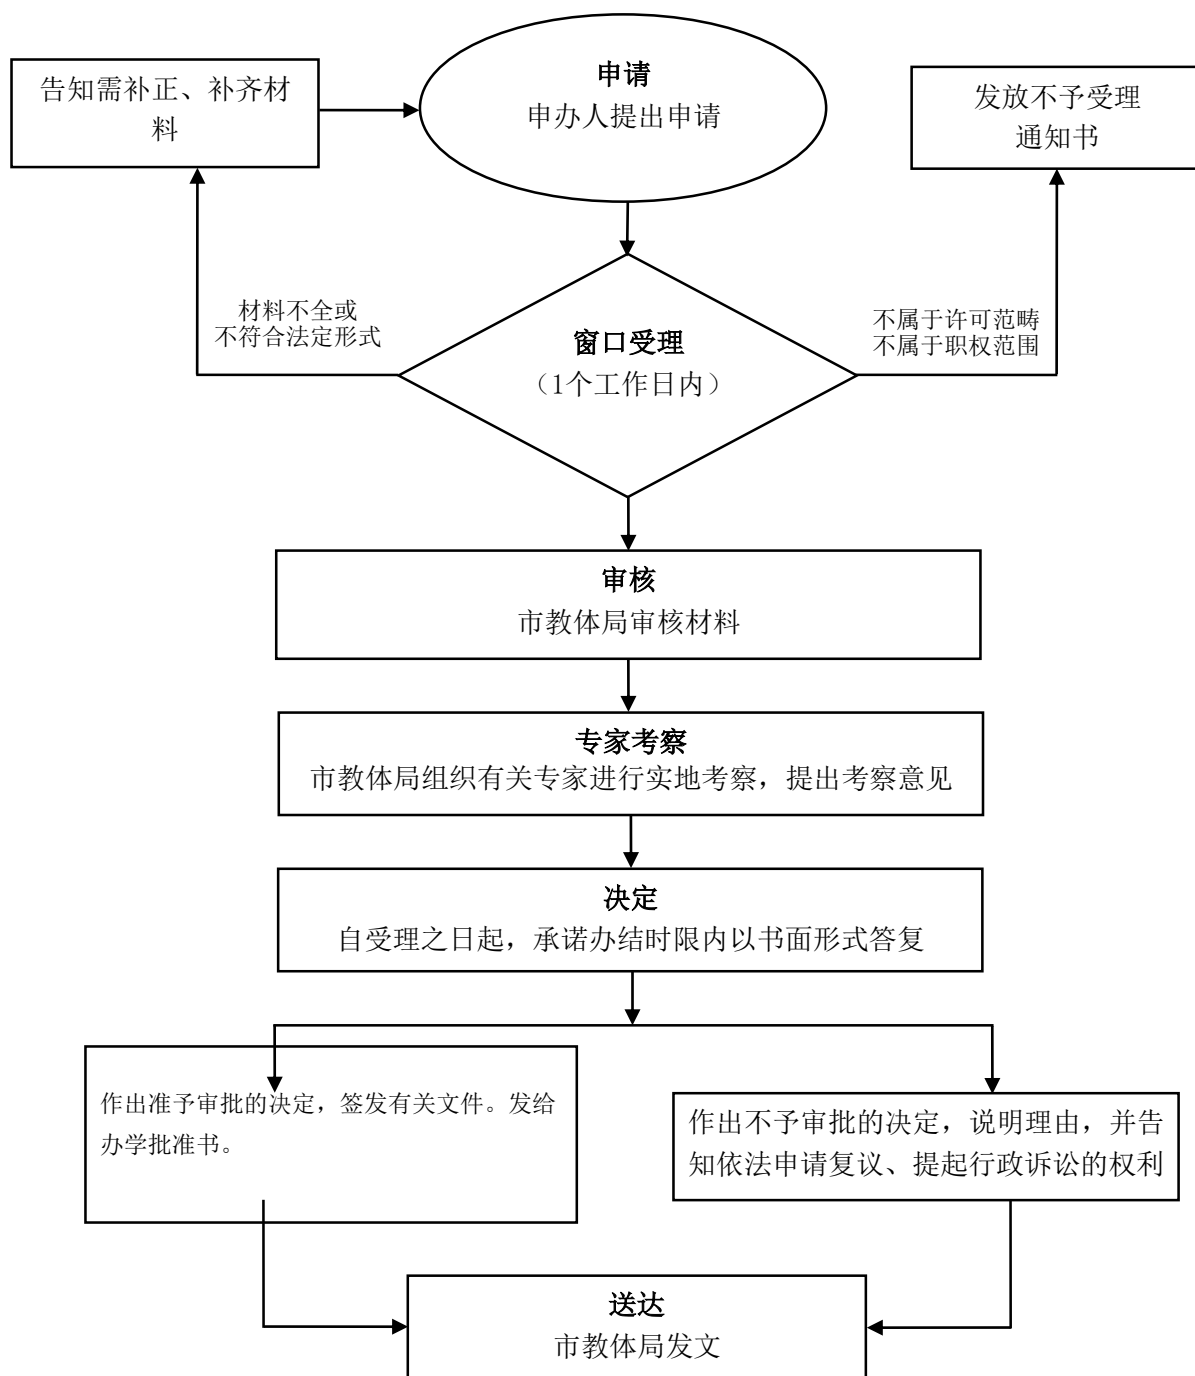 申请
申办人提出申请
告知需补正、补齐材
料
发放不予受理
通知书
材料不全或
不符合法定形式
不属于许可范畴
不属于职权范围
窗口受理
（1个工作日内）
审核
市教体局审核材料
专家考察
市教体局组织有关专家进行实地考察，提出考察意见
决定
自受理之日起，承诺办结时限内以书面形式答复
作出准予审批的决定，签发有关文件。发给
办学批准书。
作出不予审批的决定，说明理由，并告
知依法申请复议、提起行政诉讼的权利
送达
市教体局发文